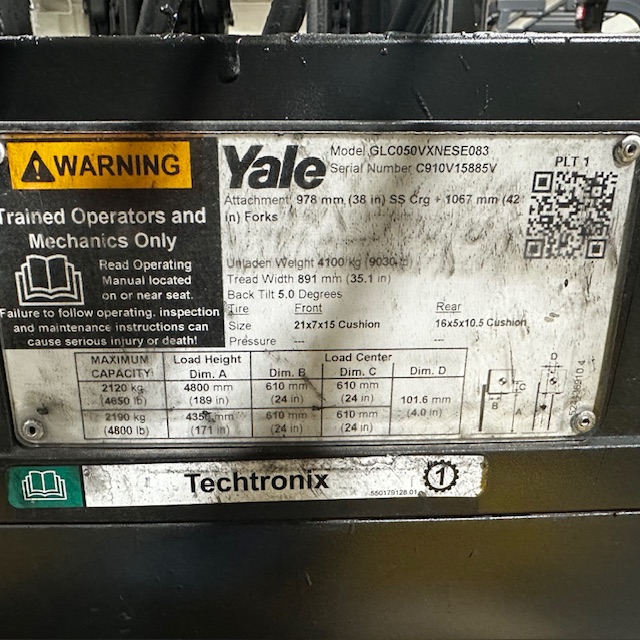 WARNING
Trained Operators and
Mechanics Only
Read Operating
Manual located
on or near seat.
Failure to follow operating, inspection
and maintenance instructions can
cause serious injury or death!
Yale
Model GLC050VXNESE083
Serial Number C910V15885V
PLT 1
Attachment 978 mm (38 in) SS Crg + 1067 mm (42
in) Forks
Unladen Weight 4100 kg (9030 lb)
Tread Width 891 mm (35.1 in)
Back Tilt 5.0 Degrees
Tire Front Rear
Size 21x7x15 Cushion 16x5x10.5 Cushion
Pressure --- ---
MAXIMUM CAPACITY Load Height Dim. A Load Center Dim. B Dim. C Dim. D
2120 kg 4800 mm 610 mm 610 mm
(4650 lb) (189 in) (24 in) (24 in)
101.6 mm
(4.0 in)
2190 kg 4350 mm 610 mm 610 mm
(4800 lb) (171 in) (24 in) (24 in)
D
C
B
A
Techtronix
1
550179128.01